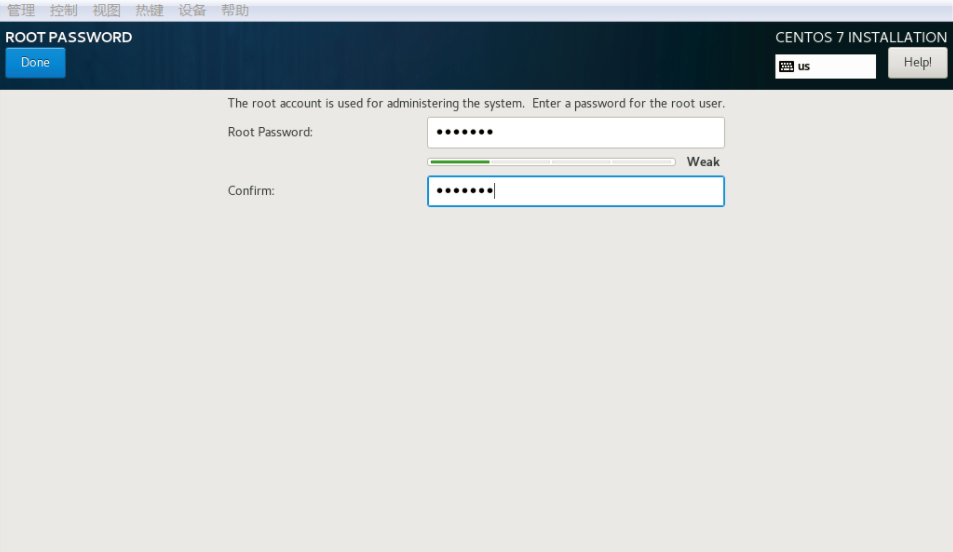 管理 控制 视图 热键 设备 帮助
ROOT PASSWORD
CENTOS 7 INSTALLATION
Done
us
Help!
The root account is used for administering the system. Enter a password for the root user.
Root Password:
•••••••
Weak
Confirm:
•••••••